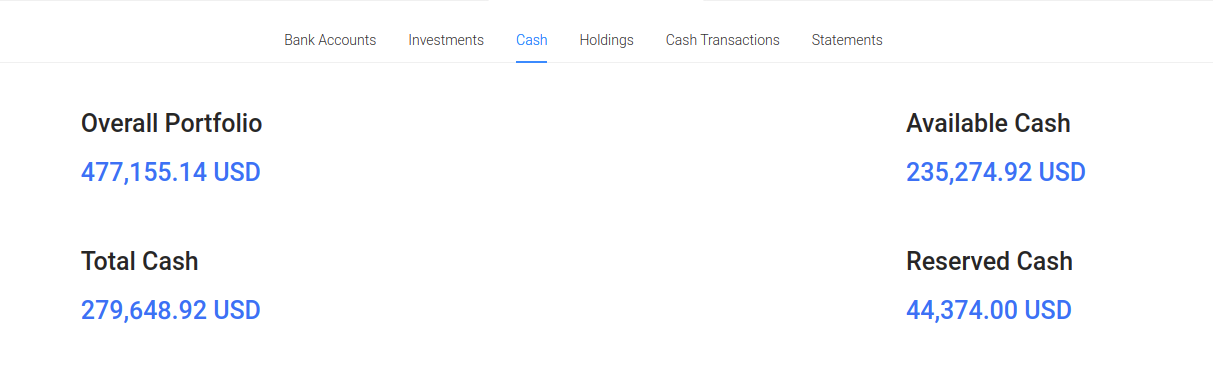 Bank Accounts Investments Cash Holdings Cash Transactions Statements
Overall Portfolio
477,155.14 USD
Available Cash
235,274.92 USD
Total Cash
279,648.92 USD
Reserved Cash
44,374.00 USD